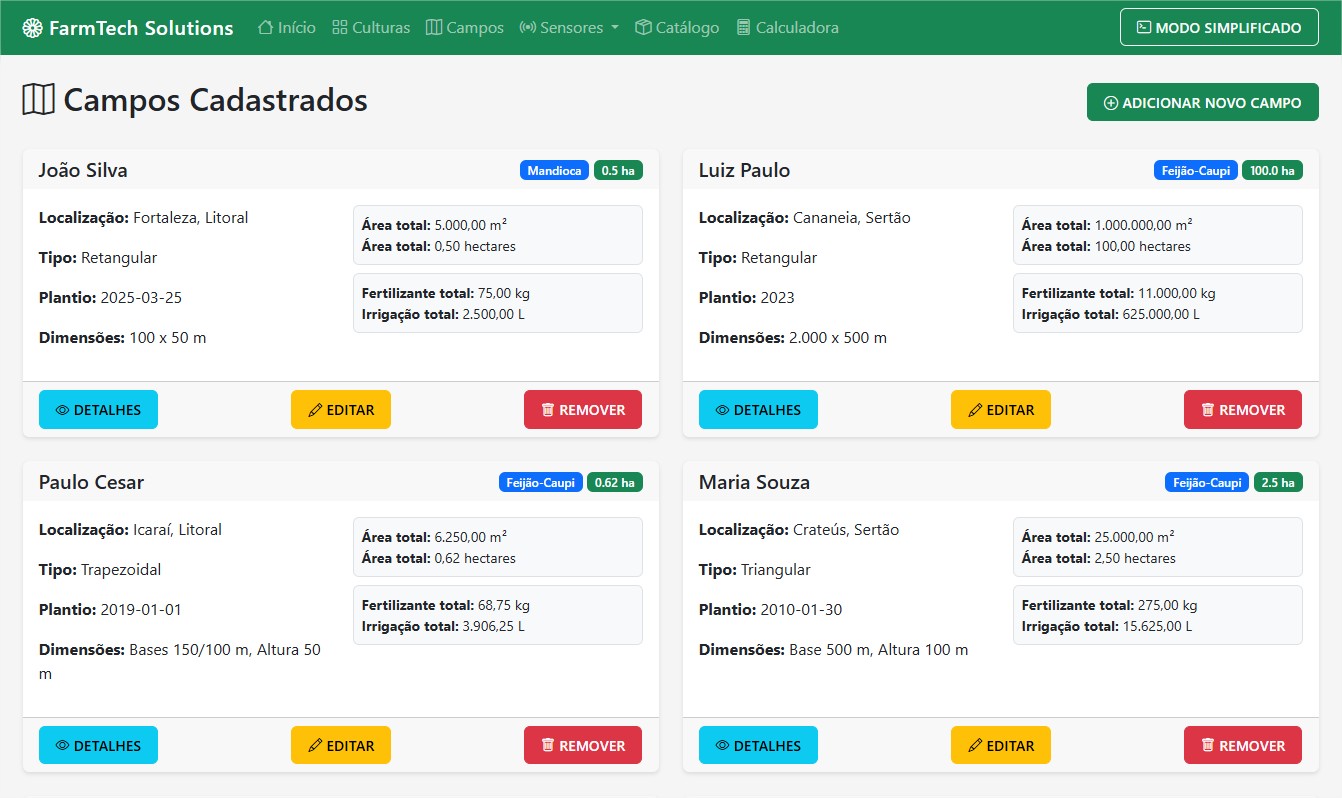 FarmTech Solutions Início Culturas Campos Sensores Catálogo Calculadora MODO SIMPLIFICADO
Campos Cadastrados
ADICIONAR NOVO CAMPO
João Silva Mandioca 0.5 ha
Localização: Fortaleza, Litoral
Tipo: Retangular
Plantio: 2025-03-25
Dimensões: 100 x 50 m
Área total: 5.000,00 m²
Área total: 0,50 hectares
Fertilizante total: 75,00 kg
Irrigação total: 2.500,00 L
DETALHES EDITAR REMOVER
Luiz Paulo Feijão-Caupi 100.0 ha
Localização: Cananeia, Sertão
Tipo: Retangular
Plantio: 2023
Dimensões: 2.000 x 500 m
Área total: 1.000.000,00 m²
Área total: 100,00 hectares
Fertilizante total: 11.000,00 kg
Irrigação total: 625.000,00 L
DETALHES EDITAR REMOVER
Paulo Cesar Feijão-Caupi 0.62 ha
Localização: Icaraí, Litoral
Tipo: Trapezoidal
Plantio: 2019-01-01
Dimensões: Bases 150/100 m, Altura 50
m
Área total: 6.250,00 m²
Área total: 0,62 hectares
Fertilizante total: 68,75 kg
Irrigação total: 3.906,25 L
DETALHES EDITAR REMOVER
Maria Souza Feijão-Caupi 2.5 ha
Localização: Crateús, Sertão
Tipo: Triangular
Plantio: 2010-01-30
Dimensões: Base 500 m, Altura 100 m
Área total: 25.000,00 m²
Área total: 2,50 hectares
Fertilizante total: 275,00 kg
Irrigação total: 15.625,00 L
DETALHES EDITAR REMOVER